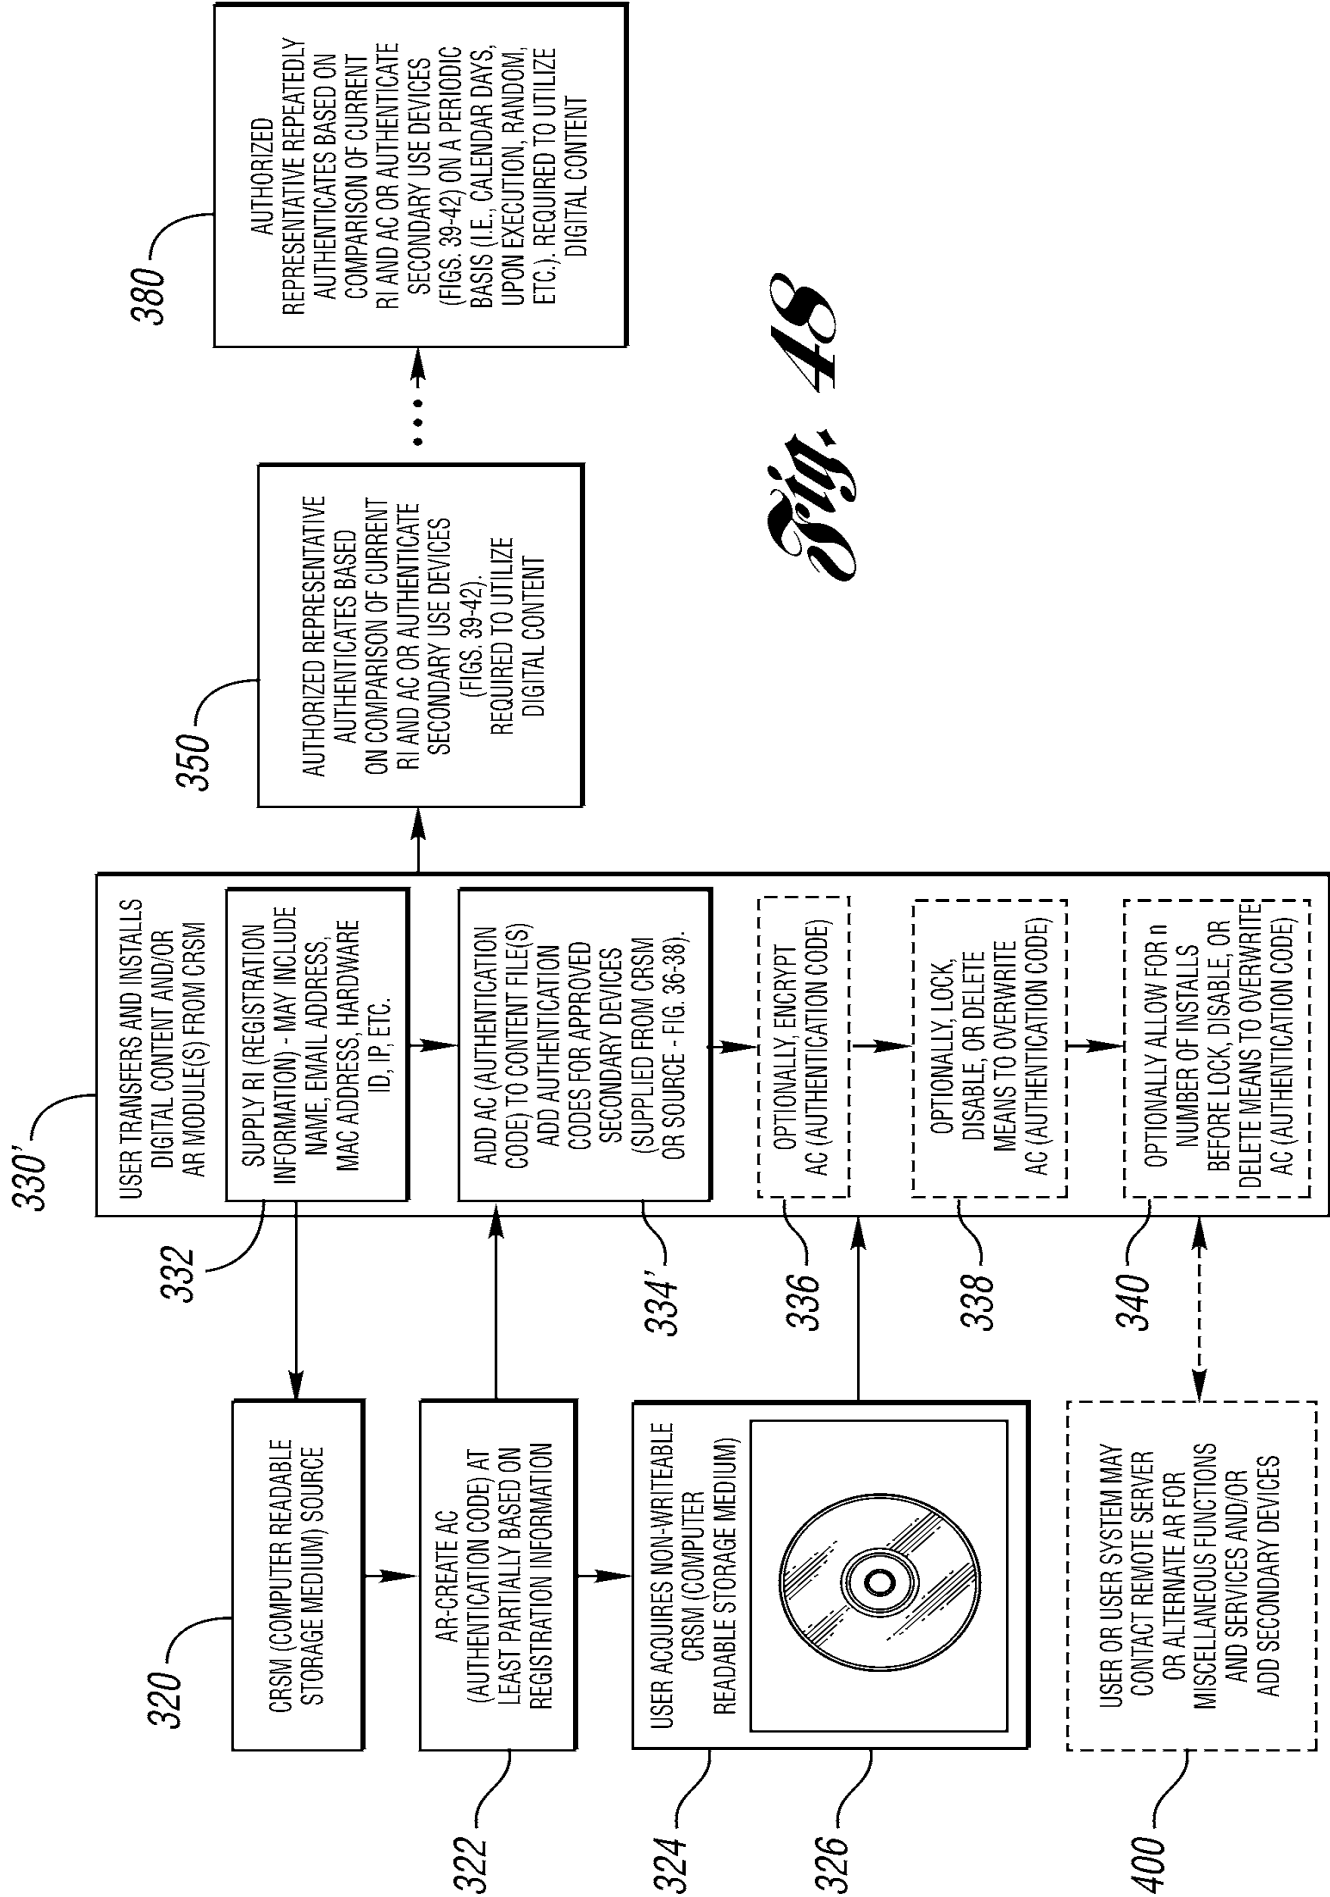 320
CRSM (COMPUTER READABLE
STORAGE MEDIUM) SOURCE
322
AR-CREATE AC
(AUTHENTICATION CODE) AT
LEAST PARTIALLY BASED ON
REGISTRATION INFORMATION
324
USER ACQUIRES NON-WRITEABLE
CRSM (COMPUTER
READABLE STORAGE MEDIUM)
326
400
USER OR USER SYSTEM MAY
CONTACT REMOTE SERVER
OR ALTERNATE AR FOR
MISCELLANEOUS FUNCTIONS
AND SERVICES AND/OR
ADD SECONDARY DEVICES
330'
USER TRANSFERS AND INSTALLS
DIGITAL CONTENT AND/OR
AR MODULE(S) FROM CRSM
332
SUPPLY RI (REGISTRATION
INFORMATION) - MAY INCLUDE
NAME, EMAIL ADDRESS,
MAC ADDRESS, HARDWARE
ID, IP, ETC.
334'
ADD AC (AUTHENTICATION
CODE) TO CONTENT FILE(S)
ADD AUTHENTICATION
CODES FOR APPROVED
SECONDARY DEVICES
(SUPPLIED FROM CRSM
OR SOURCE - FIG. 36-38).
336
OPTIONALLY, ENCRYPT
AC (AUTHENTICATION CODE)
338
OPTIONALLY, LOCK,
DISABLE, OR DELETE
MEANS TO OVERWRITE
AC (AUTHENTICATION CODE)
340
OPTIONALLY ALLOW FOR n
NUMBER OF INSTALLS
BEFORE LOCK, DISABLE, OR
DELETE MEANS TO OVERWRITE
AC (AUTHENTICATION CODE)
350
AUTHORIZED REPRESENTATIVE
AUTHENTICATES BASED
ON COMPARISON OF CURRENT
RI AND AC OR AUTHENTICATE
SECONDARY USE DEVICES
(FIGS. 39-42).
REQUIRED TO UTILIZE
DIGITAL CONTENT
380
AUTHORIZED
REPRESENTATIVE REPEATEDLY
AUTHENTICATES BASED ON
COMPARISON OF CURRENT
RI AND AC OR AUTHENTICATE
SECONDARY USE DEVICES
(FIGS. 39-42) ON A PERIODIC
BASIS (I.E., CALENDAR DAYS,
UPON EXECUTION, RANDOM,
ETC.). REQUIRED TO UTILIZE
DIGITAL CONTENT
Fig. 48